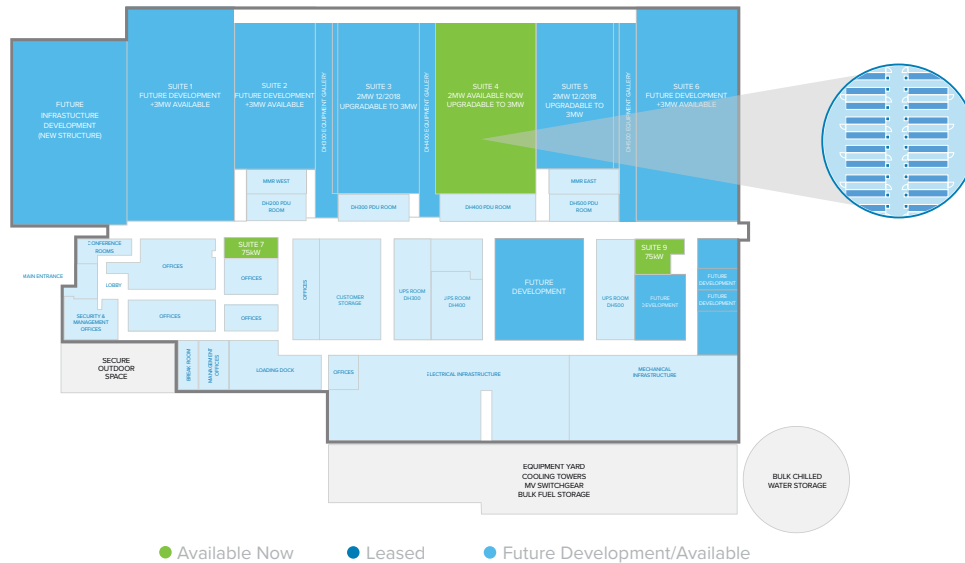 FUTURE
INFRASTUCTURE
DEVELOPMENT
(NEW STRUCTURE)
SUITE 1
FUTURE DEVELOPMENT
+3MW AVAILABLE
SUITE 2
FUTURE DEVELOPMENT
+3MW AVAILABLE
DH300 EQUIPMENT GALLERY
SUITE 3
2MW 12/2018
UPGRADABLE TO 3MW
DH400 EQUIPMENT GALLERY
SUITE 4
2MW AVAILABLE NOW
UPGRADABLE TO 3MW
SUITE 5
2MW 12/2018
UPGRADABLE TO
3MW
DH500 EQUIPMENT GALLERY
SUITE 6
FUTURE DEVELOPMENT
+3MW AVAILABLE
MMR WEST
DH200 PDU
ROOM
DH300 PDU ROOM
DH400 PDU ROOM
MMR EAST
DH500 PDU
ROOM
CONFERENCE
ROOMS
MAIN ENTRANCE
LOBBY
SECURITY &
MANAGEMENT
OFFICES
OFFICES
OFFICES
SUITE 7
75kW
OFFICES
OFFICES
OFFICES
CUSTOMER
STORAGE
UPS ROOM
DH300
UPS ROOM
DH400
FUTURE
DEVELOPMENT
UPS ROOM
DH500
SUITE 9
75kW
FUTURE
DEVELOPMENT
FUTURE
DEVELOPMENT
FUTURE
DEVELOPMENT
SECURE
OUTDOOR
SPACE
BREAK ROOM
MANAGEMENT
OFFICES
LOADING DOCK
OFFICES
ELECTRICAL INFRASTRUCTURE
MECHANICAL
INFRASTRUCTURE
EQUIPMENT YARD
COOLING TOWERS
MV SWITCHGEAR
BULK FUEL STORAGE
BULK CHILLED
WATER STORAGE
Available Now
Leased
Future Development/Available